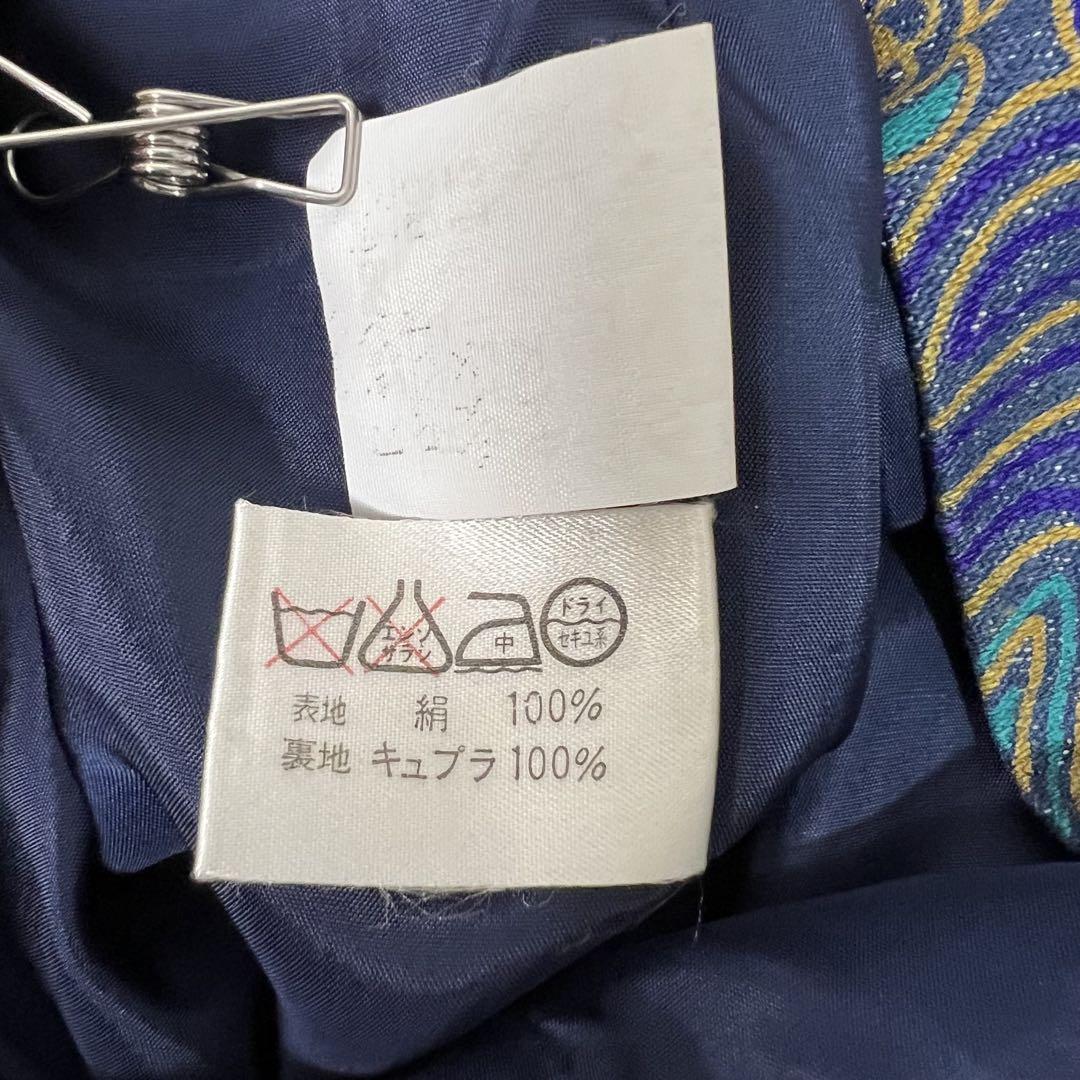 エンソ
サラシ
中
ドライ
セキユ系
表地 絹 100%
裏地 キュプラ 100%